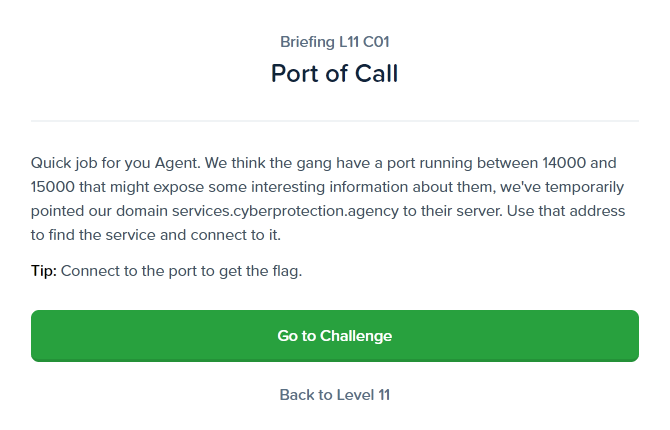 Briefing L11 C01
Port of Call
Quick job for you Agent. We think the gang have a port running between 14000 and
15000 that might expose some interesting information about them, we've temporarily
pointed our domain services.cyberprotection.agency to their server. Use that address
to find the service and connect to it.
Tip: Connect to the port to get the flag.
Go to Challenge
Back to Level 11